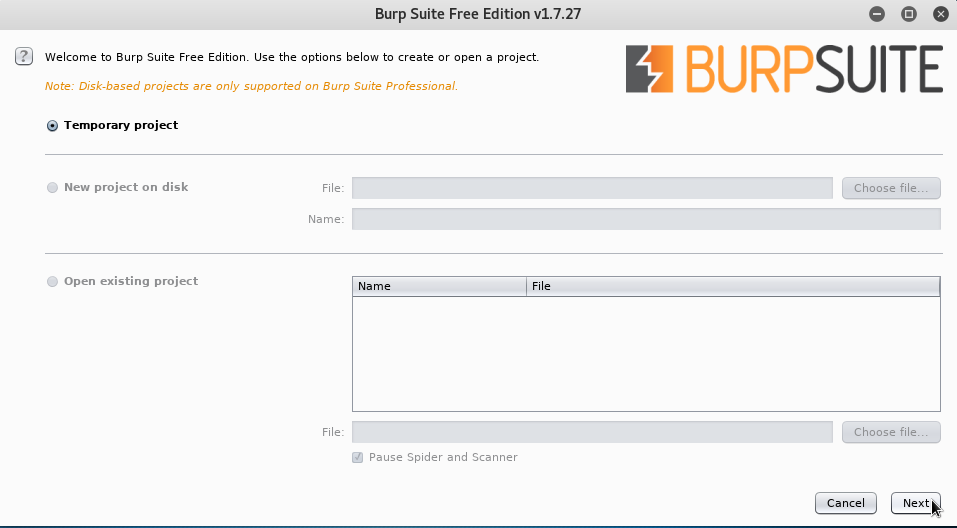 Burp Suite Free Edition v1.7.27
?
Welcome to Burp Suite Free Edition. Use the options below to create or open a project.
BURPSUITE
Note: Disk-based projects are only supported on Burp Suite Professional.
Temporary project
New project on disk
File:
Choose file...
Name:
Open existing project
Name File
File:
Choose file...
Pause Spider and Scanner
Cancel Next